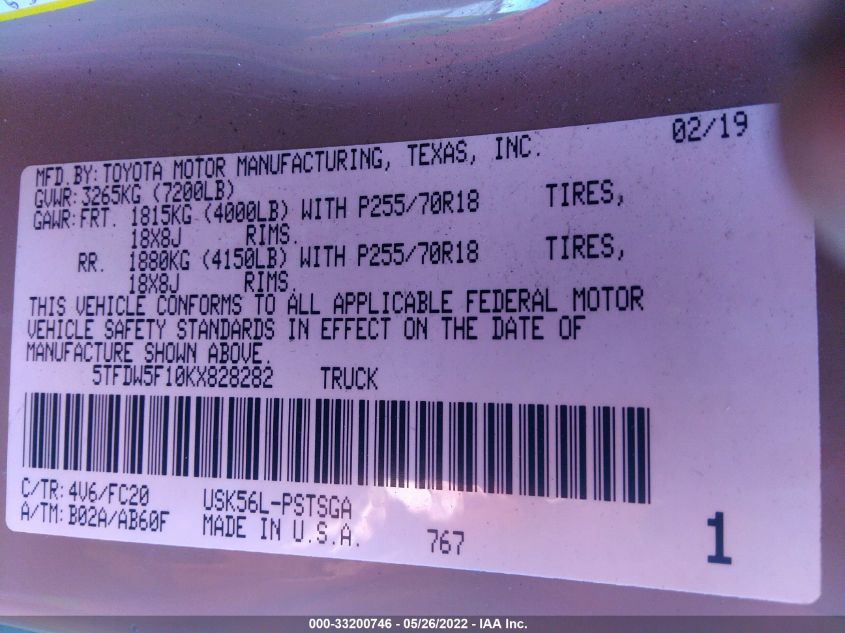 02/19
MFD.BY:TOYOTA MOTOR MANUFACTURING, TEXAS, INC.
GVWR:3265KG (7200LB)
GAWR:FRT. 1815KG (4000LB) WITH P255/70R18 TIRES,
18X8J RIMS.
RR. 1880KG (4150LB) WITH P255/70R18 TIRES,
18X8J RIMS.
THIS VEHICLE CONFORMS TO ALL APPLICABLE FEDERAL MOTOR
VEHICLE SAFETY STANDARDS IN EFFECT ON THE DATE OF
MANUFACTURE SHOWN ABOVE.
5TFDW5F10KX828282 TRUCK
C/TR:4V6/FC20 USK56L-PSTSGA
A/TM:B02A/AB60F MADE IN U.S.A. 767 1
000-33200746 - 05/26/2022 - IAA Inc.